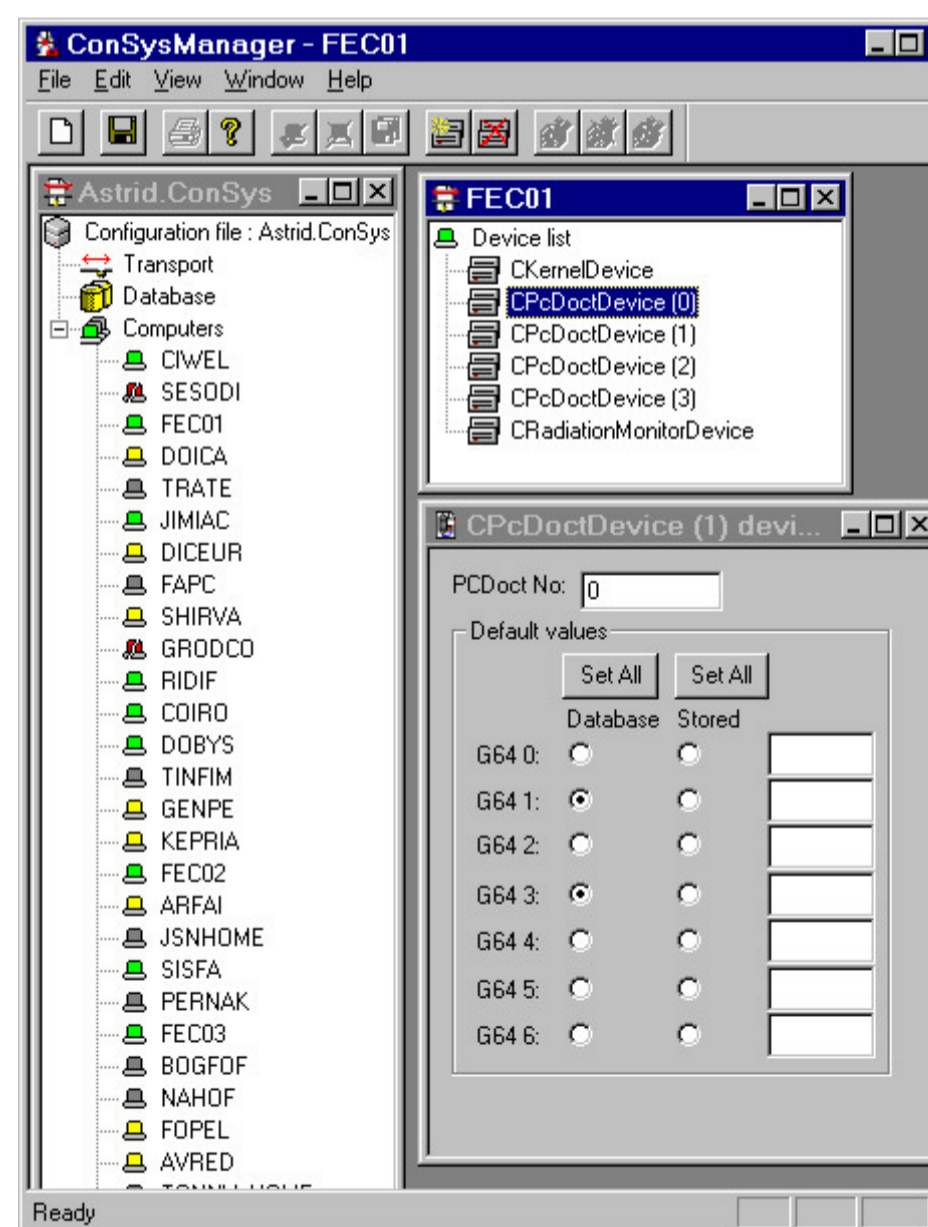 ConSysManager - FEC01
File Edit View Window Help
Astrid.ConSys
Configuration file : Astrid.ConSys
Transport
Database
Computers
CIWEL
SESODI
FEC01
DOICA
TRATE
JIMIAC
DICEUR
FAPC
SHIRVA
GRODCO
RIDIF
COIRO
DOBYS
TINFIM
GENPE
KEPRIA
FEC02
ARFAI
JSNHOME
SISFA
PERNAK
FEC03
BOGFOF
NAHOF
FOPEL
AVRED
FEC01
Device list
CKernelDevice
CPcDoctDevice (0)
CPcDoctDevice (1)
CPcDoctDevice (2)
CPcDoctDevice (3)
CRadiationMonitorDevice
CPcDoctDevice (1) devi...
PCDoct No: 0
Default values
Set All Set All
Database Stored
G64 0:
G64 1:
G64 2:
G64 3:
G64 4:
G64 5:
G64 6:
Ready